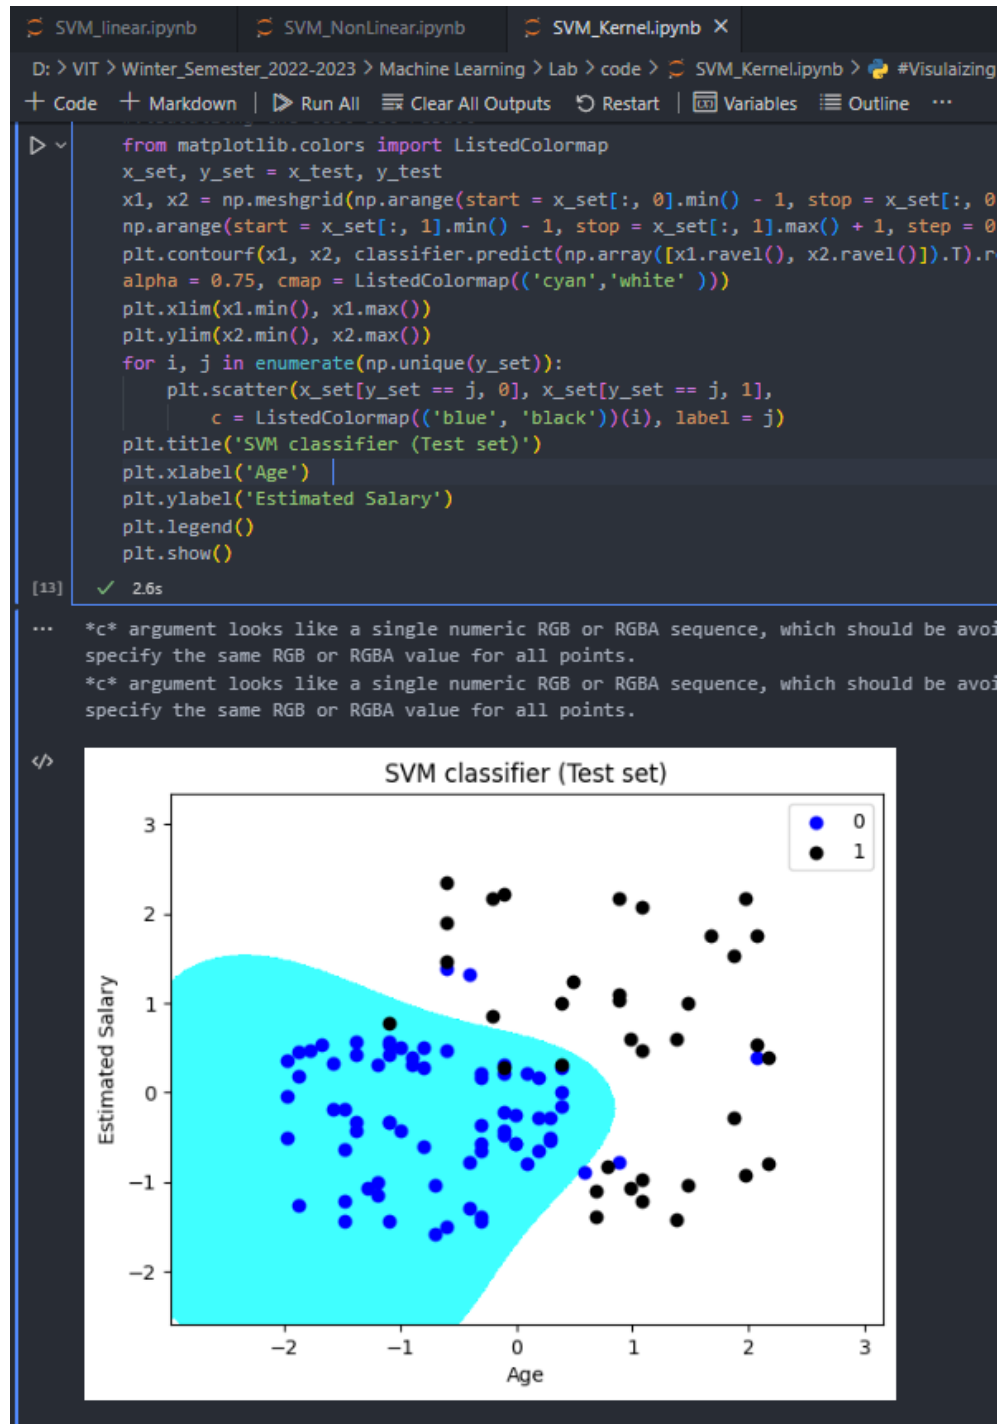 SVM_linear.ipynb SVM_NonLinear.ipynb SVM_Kernel.ipynb ×
D: > VIT > Winter_Semester_2022-2023 > Machine Learning > Lab > code > SVM_Kernel.ipynb > #Visulaizing
+ Code + Markdown | Run All Clear All Outputs Restart | Variables Outline ...
from matplotlib.colors import ListedColormap
x_set, y_set = x_test, y_test
x1, x2 = np.meshgrid(np.arange(start = x_set[:, 0].min() - 1, stop = x_set[:, 0
np.arange(start = x_set[:, 1].min() - 1, stop = x_set[:, 1].max() + 1, step = 0
plt.contourf(x1, x2, classifier.predict(np.array([x1.ravel(), x2.ravel()]).T).re
alpha = 0.75, cmap = ListedColormap(('cyan','white' )))
plt.xlim(x1.min(), x1.max())
plt.ylim(x2.min(), x2.max())
for i, j in enumerate(np.unique(y_set)):
    plt.scatter(x_set[y_set == j, 0], x_set[y_set == j, 1],
        c = ListedColormap(('blue', 'black'))(i), label = j)
plt.title('SVM classifier (Test set)')
plt.xlabel('Age')
plt.ylabel('Estimated Salary')
plt.legend()
plt.show()
[13] ✓ 2.6s
... *c* argument looks like a single numeric RGB or RGBA sequence, which should be avoi
specify the same RGB or RGBA value for all points.
*c* argument looks like a single numeric RGB or RGBA sequence, which should be avoi
specify the same RGB or RGBA value for all points.
</>
SVM classifier (Test set)
0
1
3
2
1
0
−1
−2
Estimated Salary
−2 −1 0 1 2 3
Age